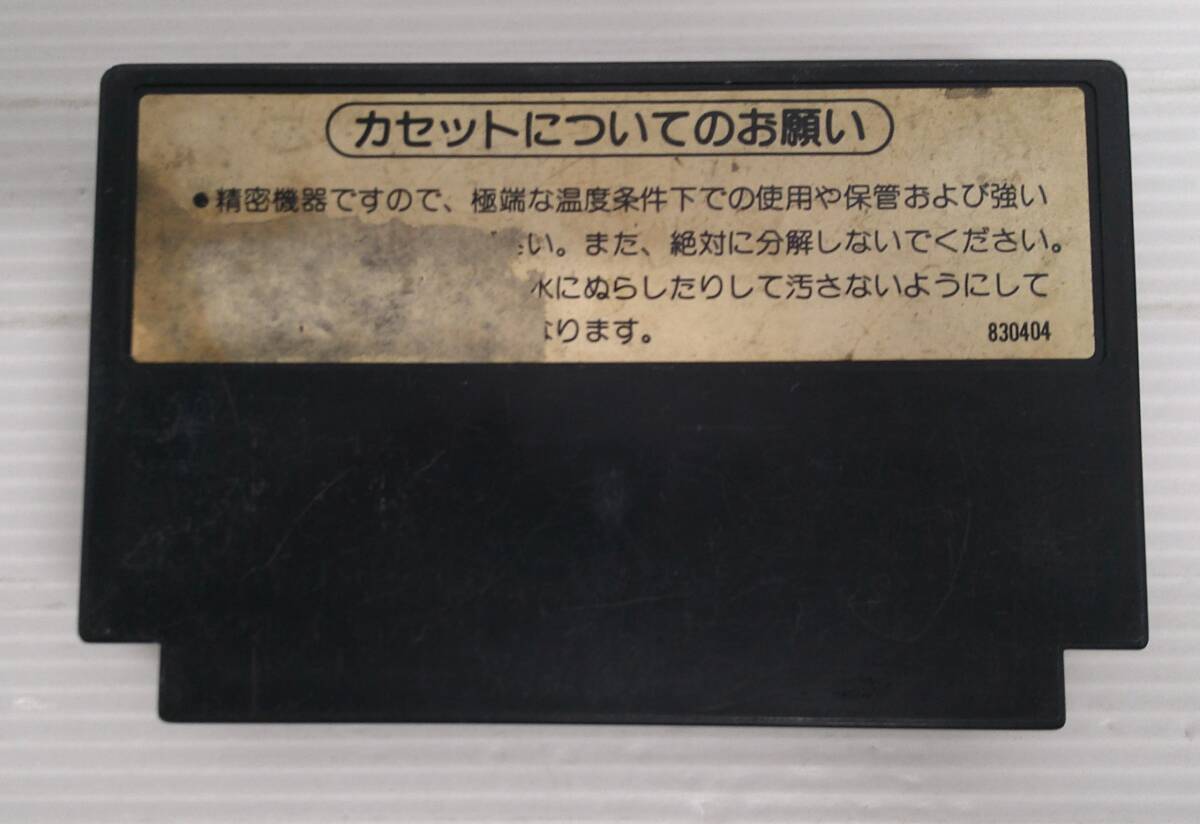 カセットについてのお願い
●精密機器ですので、極端な温度条件下での使用や保管および強い
い。また、絶対に分解しないでください。
水にぬらしたりして汚さないようにして
なります。
830404